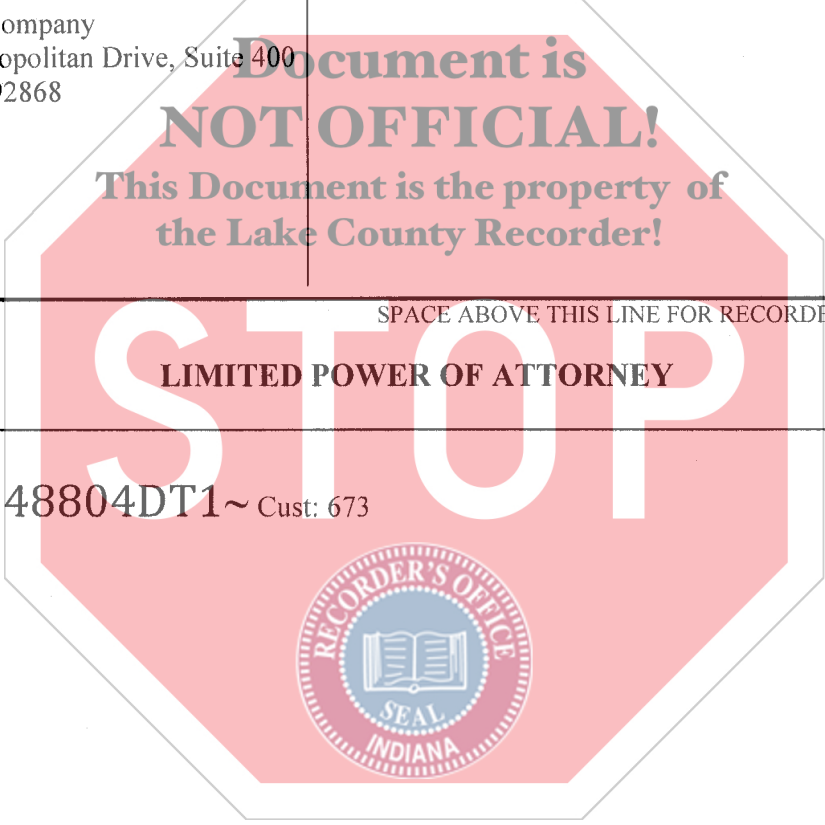 ompany
opolitan Drive, Suite 400
92868
Document is
NOT OFFICIAL!
This Document is the property of
the Lake County Recorder!
SPACE ABOVE THIS LINE FOR RECORDE
LIMITED POWER OF ATTORNEY
STOP
48804DT1~ Cust: 673
RECORDER'S OFFICE
SEAL
INDIANA